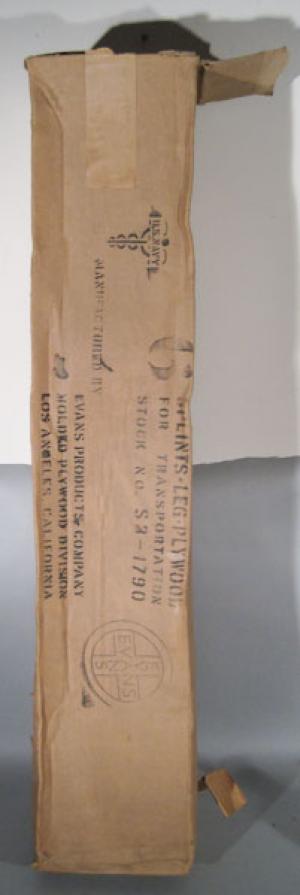 U.S. NAVY
SPLINTS-LEG-PLYWOOD
FOR TRANSPORTATION
STOCK NO. S2-1790
MANUFACTURED BY
EVANS PRODUCTS COMPANY
MOLDED PLYWOOD DIVISION
LOS ANGELES, CALIFORNIA
EVANS